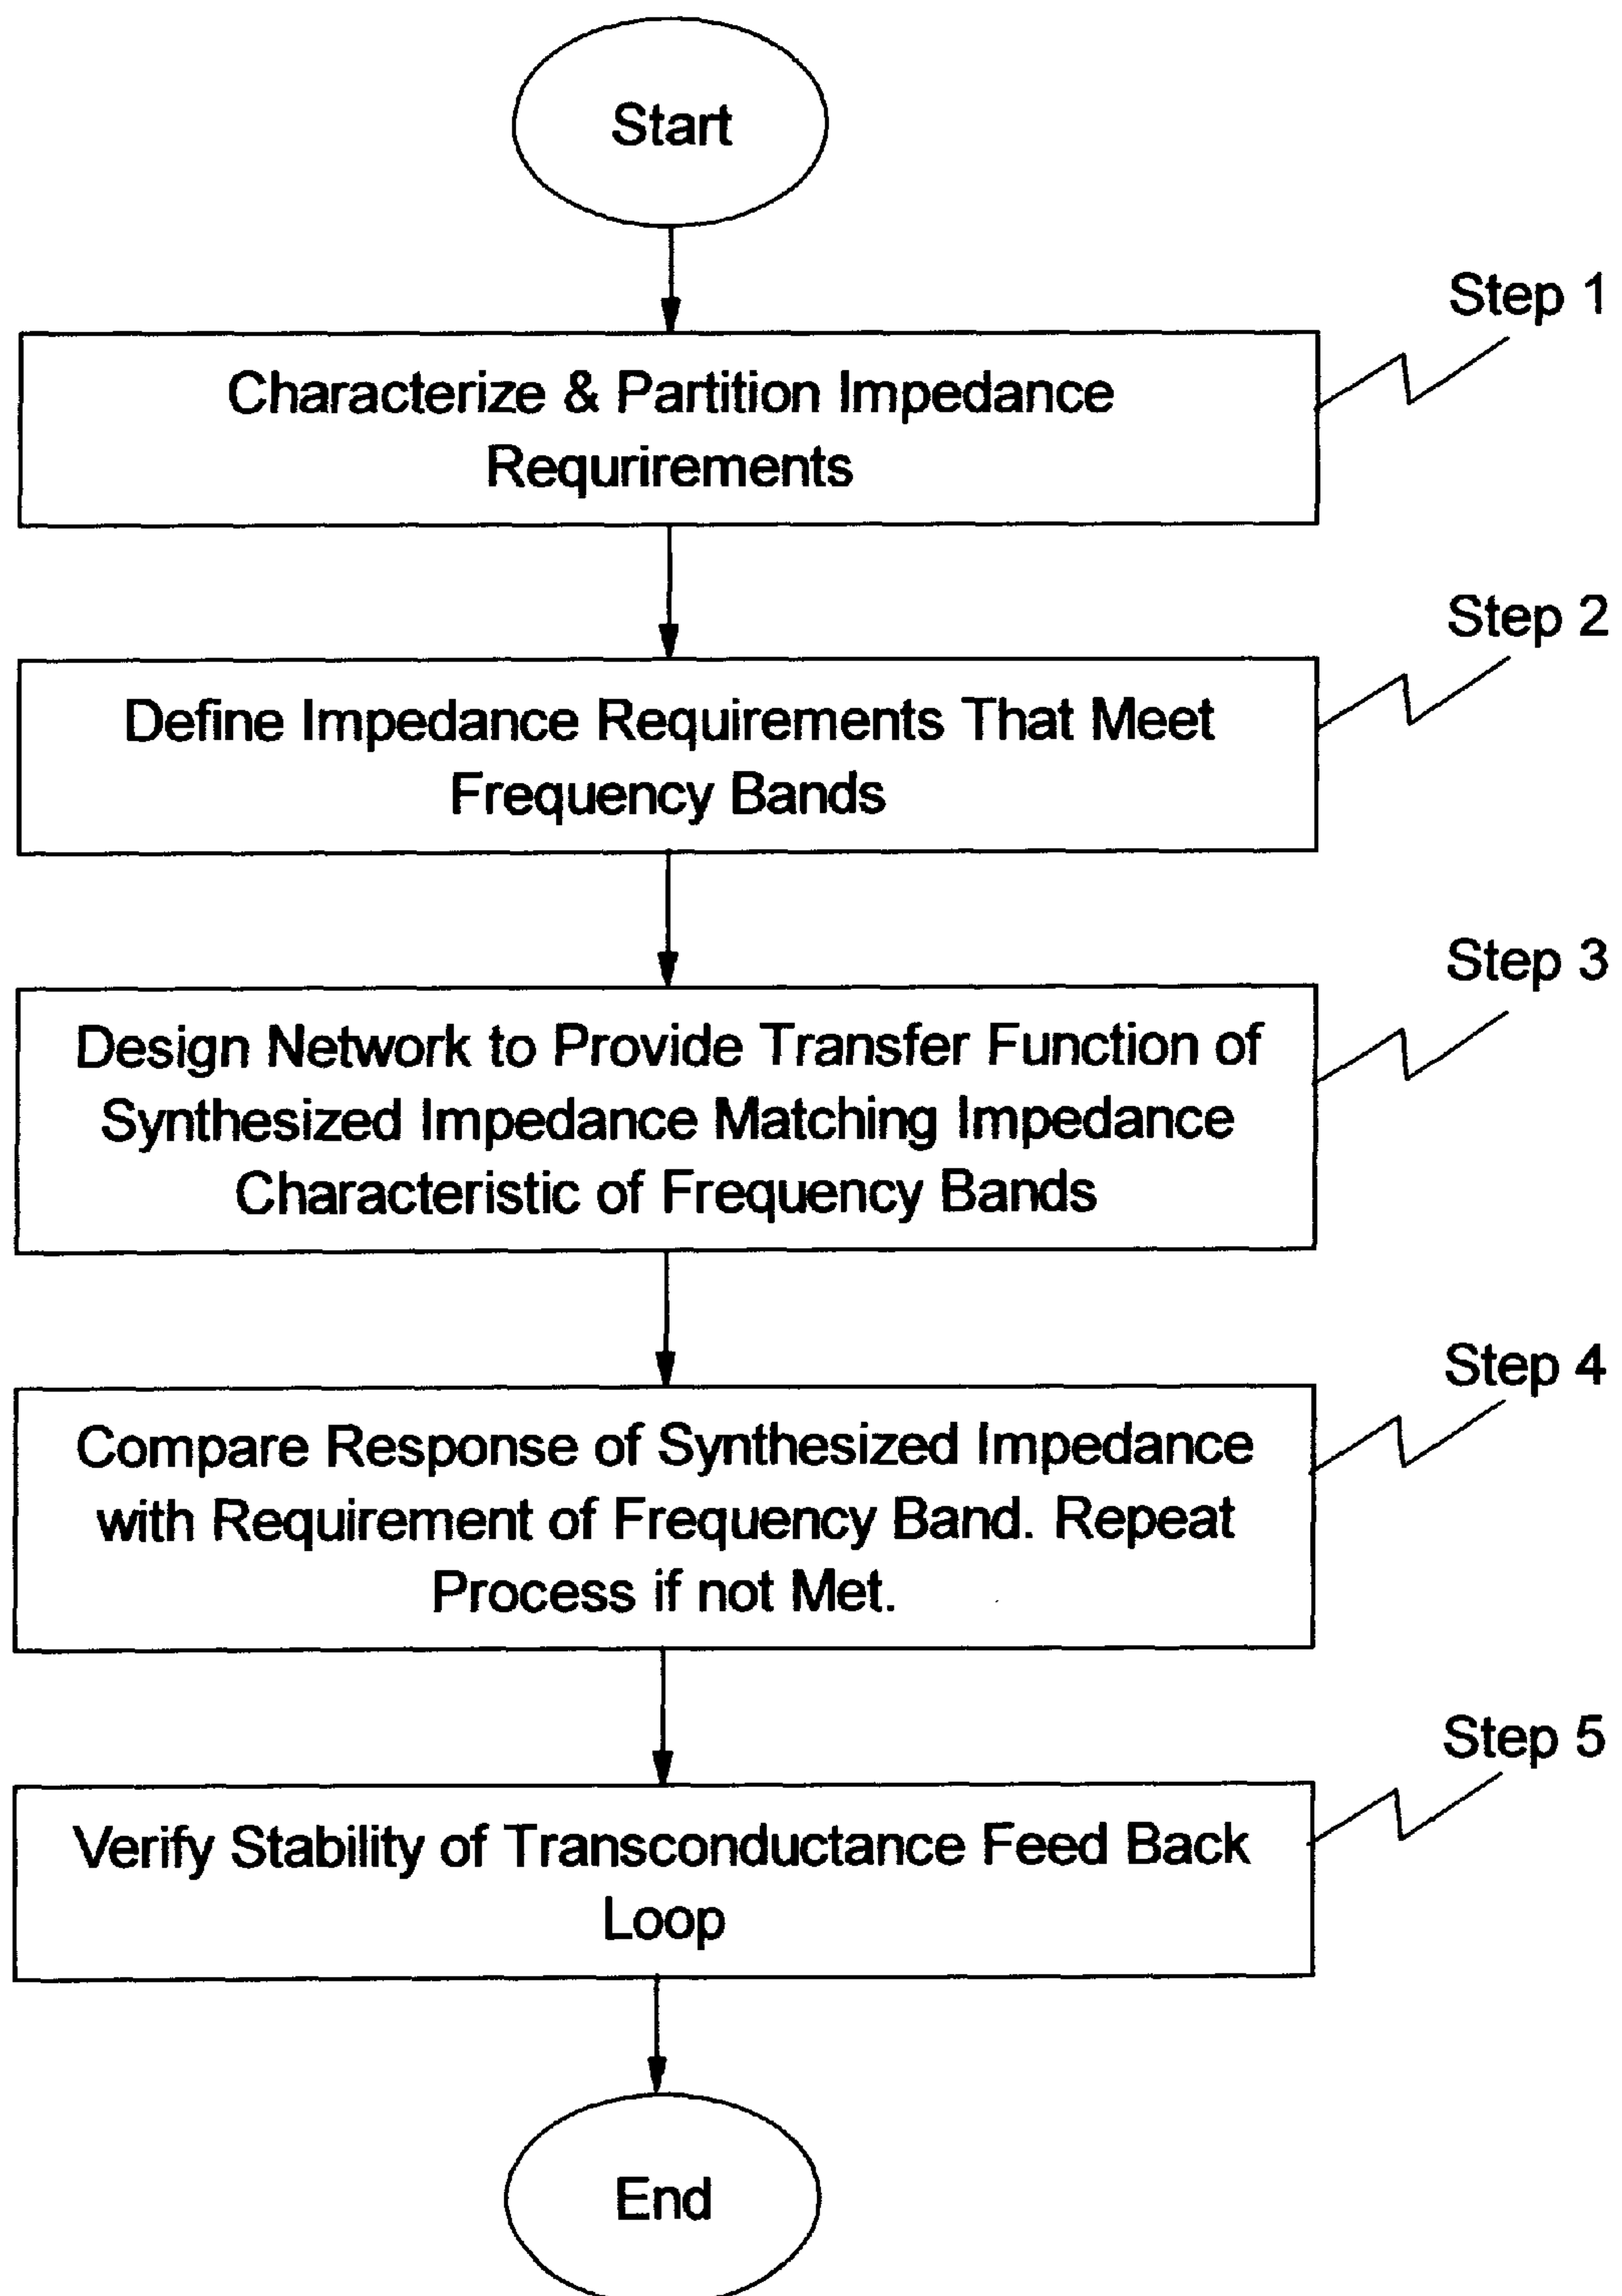 Start
Step 1
Characterize & Partition Impedance
Requrirements
Step 2
Define Impedance Requirements That Meet
Frequency Bands
Step 3
Design Network to Provide Transfer Function of
Synthesized Impedance Matching Impedance
Characteristic of Frequency Bands
Step 4
Compare Response of Synthesized Impedance
with Requirement of Frequency Band. Repeat
Process if not Met.
Step 5
Verify Stability of Transconductance Feed Back
Loop
End